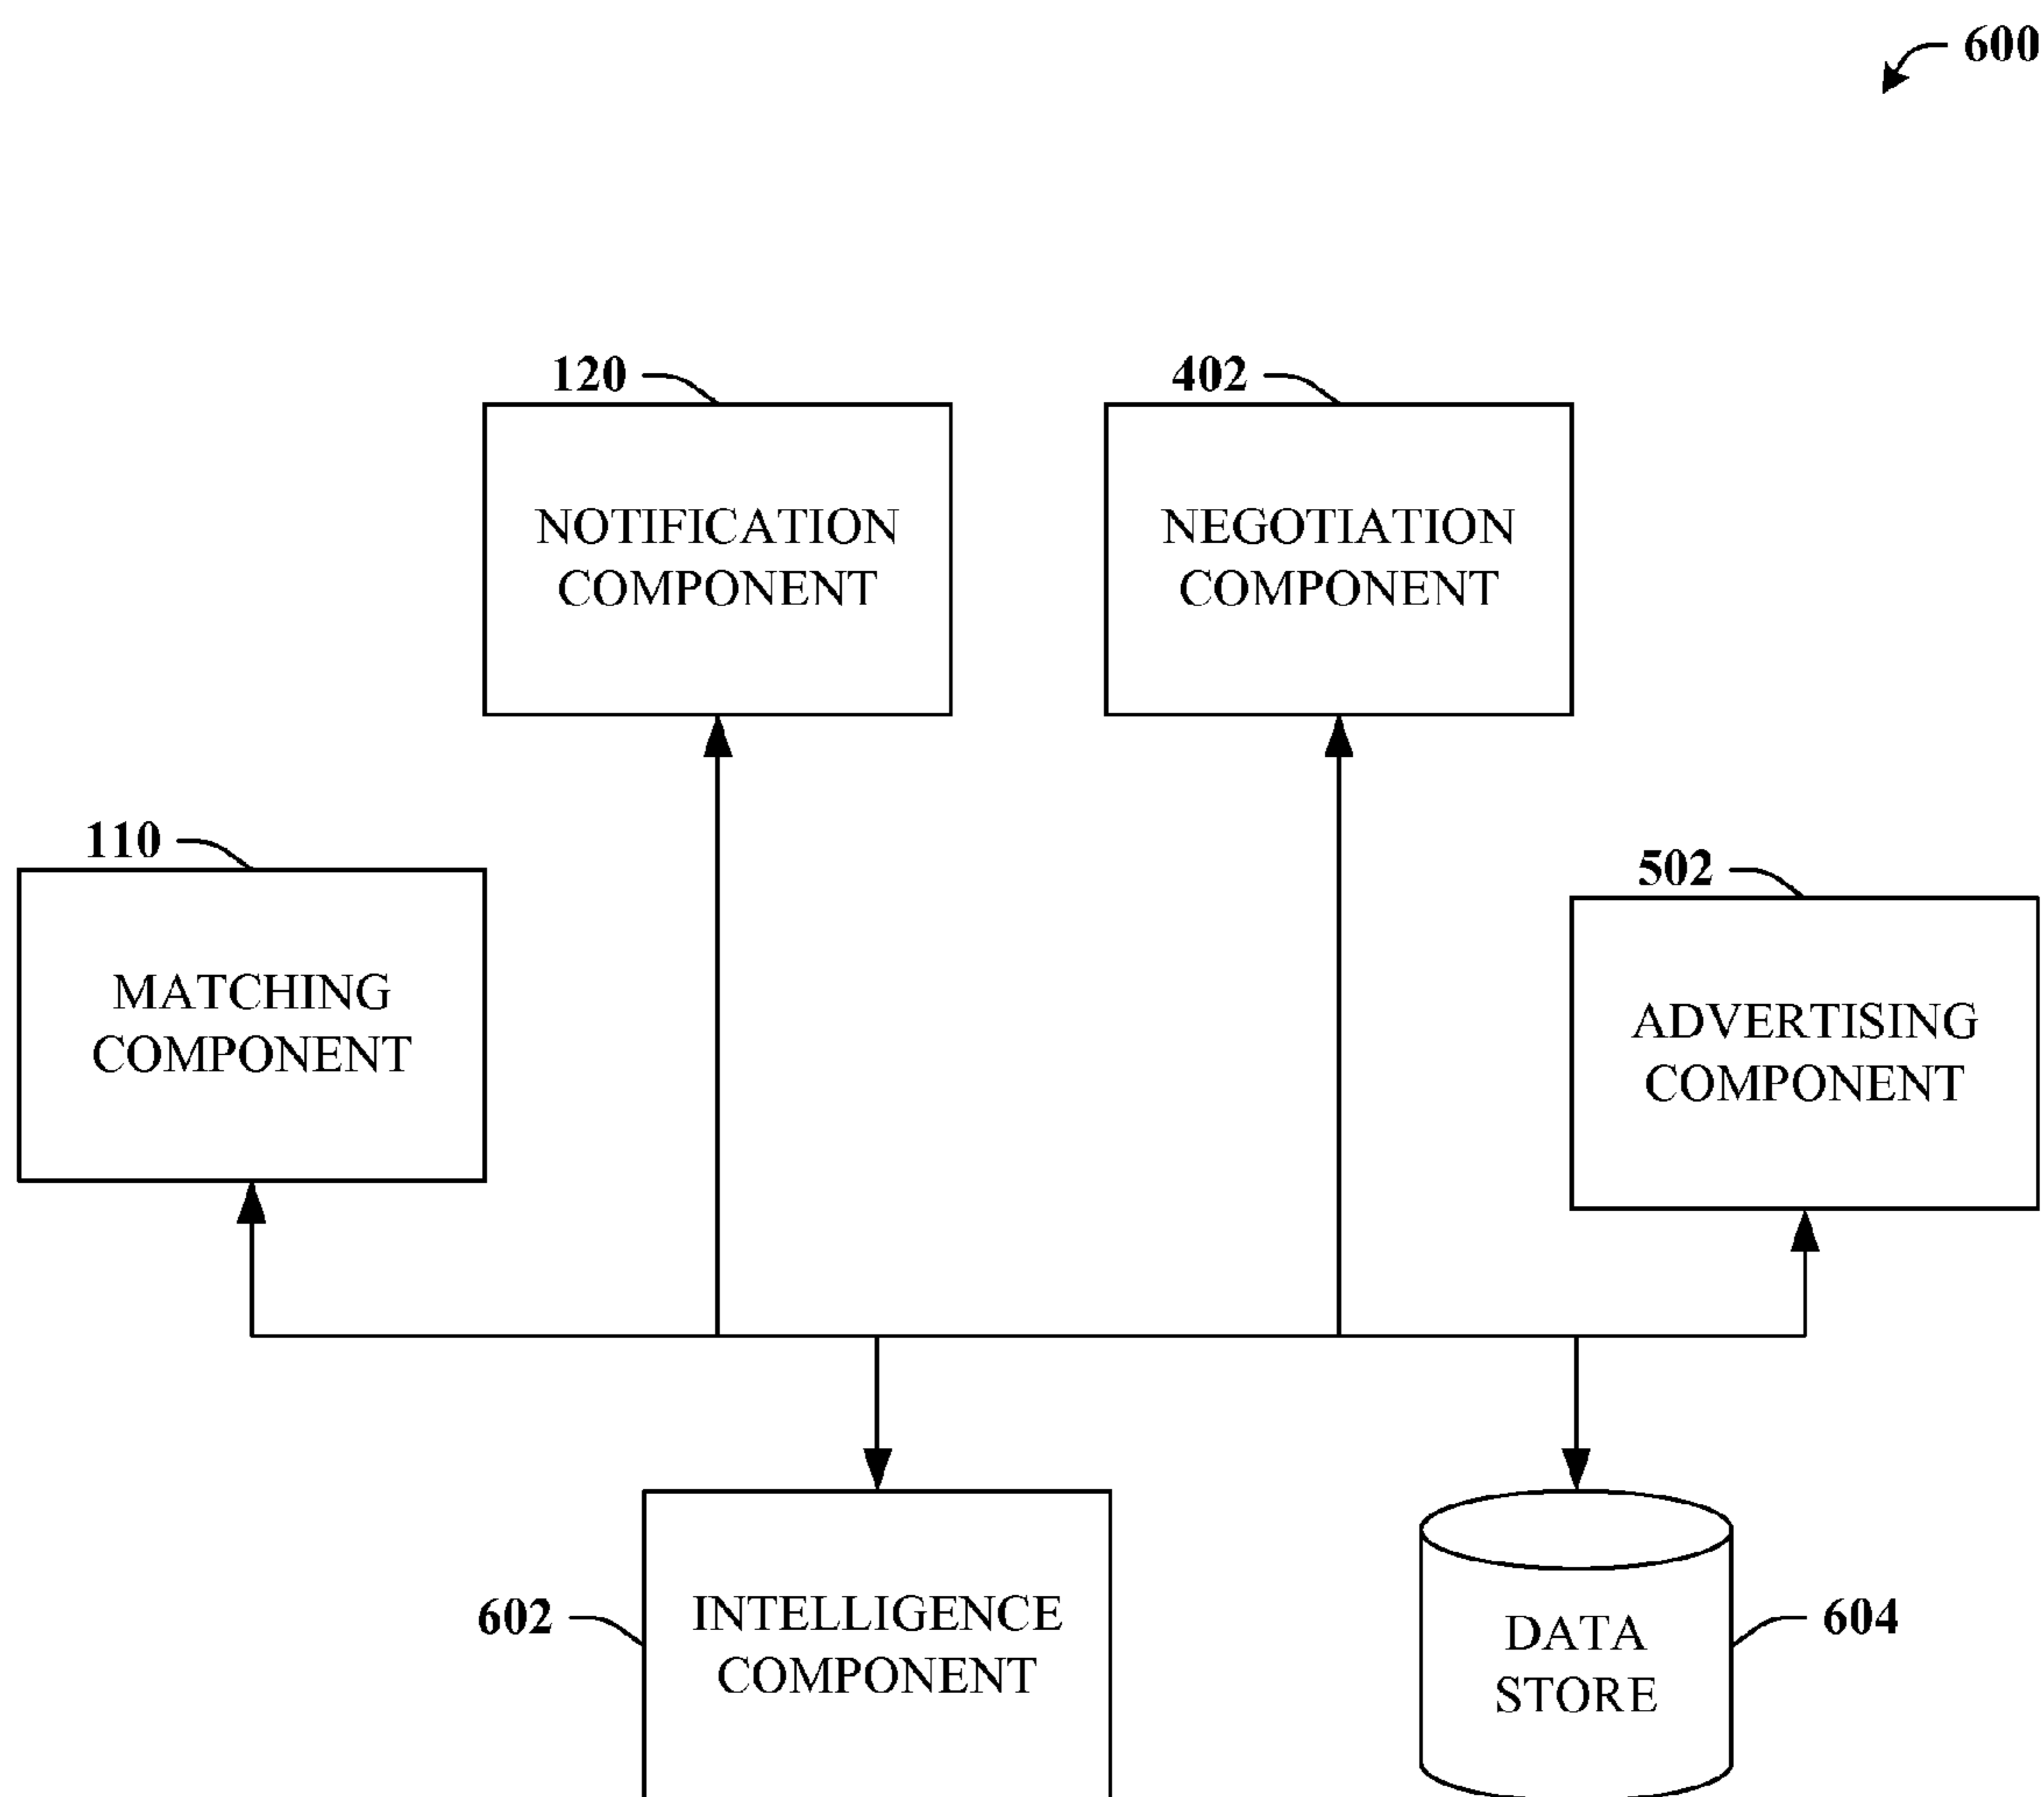 600
120
402
NOTIFICATION
COMPONENT
NEGOTIATION
COMPONENT
110
502
MATCHING
COMPONENT
ADVERTISING
COMPONENT
602
INTELLIGENCE
COMPONENT
DATA
STORE
604